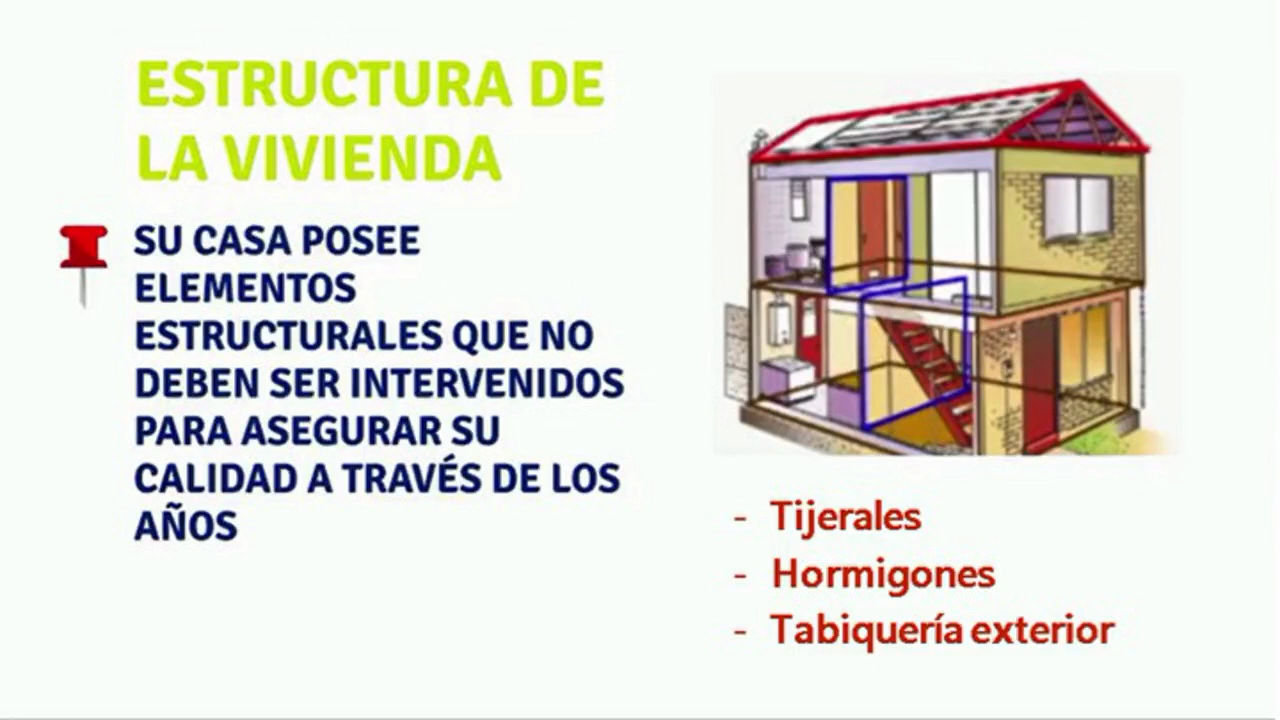 ESTRUCTURA DE
LA VIVIENDA
SU CASA POSEE
ELEMENTOS
ESTRUCTURALES QUE NO
DEBEN SER INTERVENIDOS
PARA ASEGURAR SU
CALIDAD A TRAVÉS DE LOS
AÑOS
- Tijerales
- Hormigones
- Tabiquería exterior